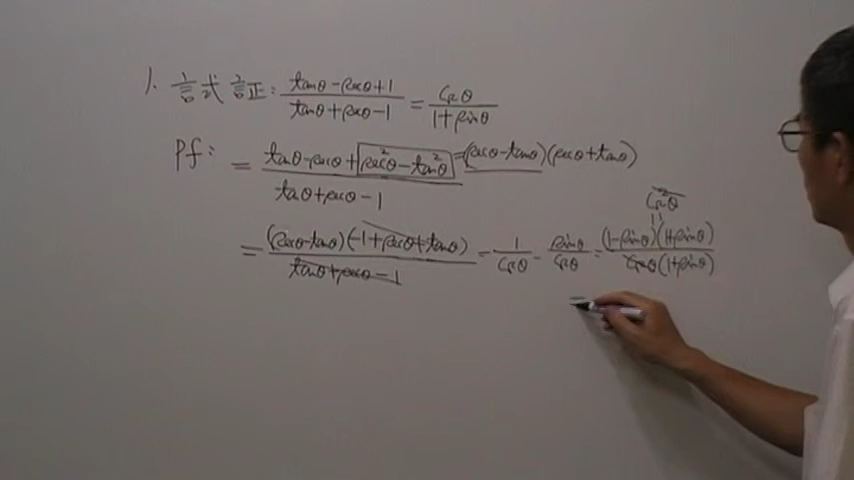 1. 試証: (tanθ - secθ + 1)/(tanθ + secθ - 1) = cosθ/(1 + sinθ)
pf: = (tanθ - secθ + sec²θ - tan²θ)/(tanθ + secθ - 1) = (secθ - tanθ)(secθ + tanθ)
cos²θ
= (secθ - tanθ)(-1 + secθ + tanθ)/(tanθ + secθ - 1) = 1/cosθ - sinθ/cosθ = (1 - sinθ)(1 + sinθ)/cosθ(1 + sinθ)
=